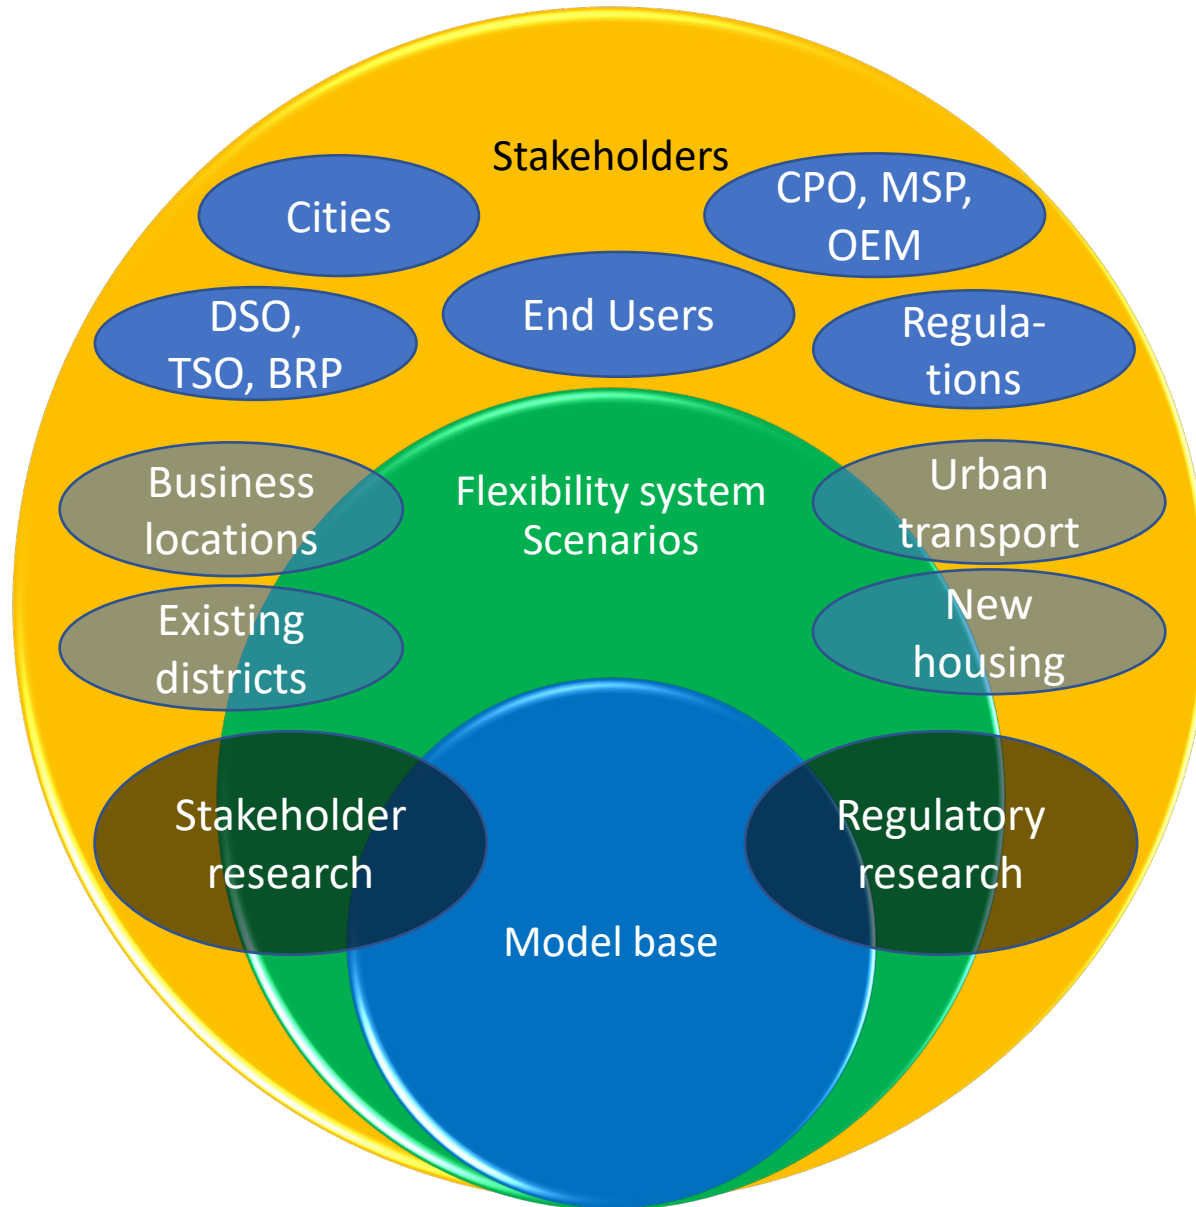 Stakeholders
Cities
CPO, MSP,
OEM
DSO,
TSO, BRP
End Users
Regula-
tions
Business
locations
Flexibility system
Scenarios
Urban
transport
Existing
districts
New
housing
Stakeholder
research
Regulatory
research
Model base